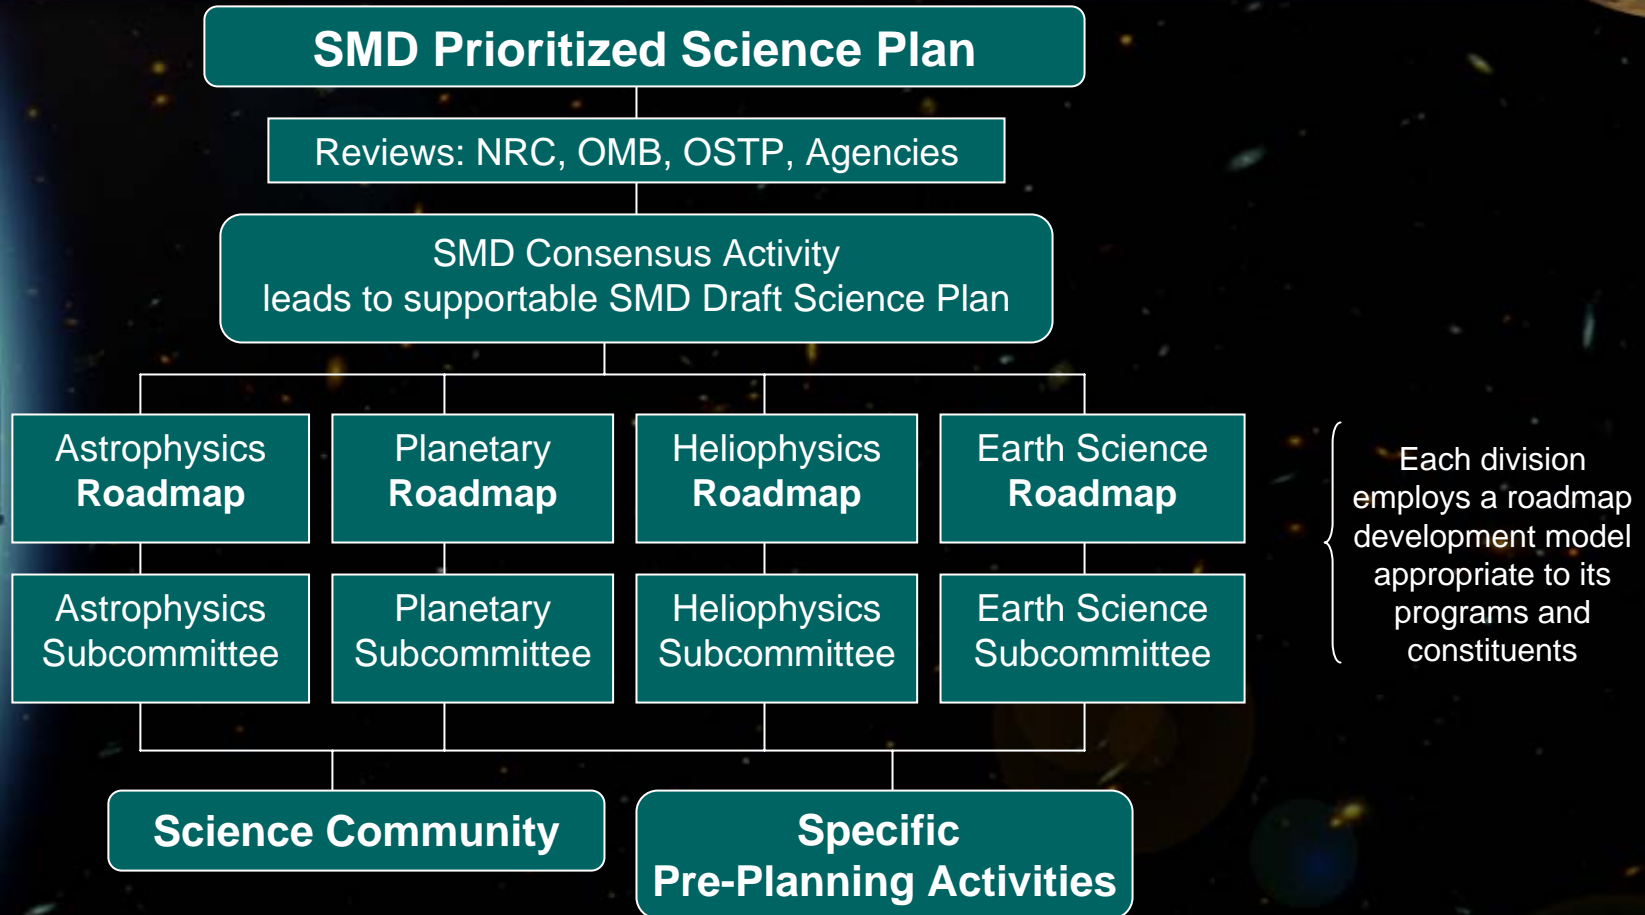 SMD Prioritized Science Plan
Reviews: NRC, OMB, OSTP, Agencies
SMD Consensus Activity
leads to supportable SMD Draft Science Plan
Astrophysics
Roadmap
Planetary
Roadmap
Heliophysics
Roadmap
Earth Science
Roadmap
Astrophysics
Subcommittee
Planetary
Subcommittee
Heliophysics
Subcommittee
Earth Science
Subcommittee
Each division
employs a roadmap
development model
appropriate to its
programs and
constituents
Science Community
Specific
Pre-Planning Activities